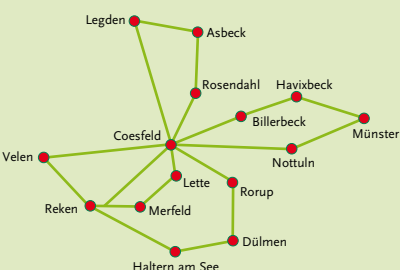 Legden
Asbeck
Rosendahl
Havixbeck
Billerbeck
Münster
Coesfeld
Nottuln
Velen
Lette
Rorup
Reken
Merfeld
Dülmen
Haltern am See